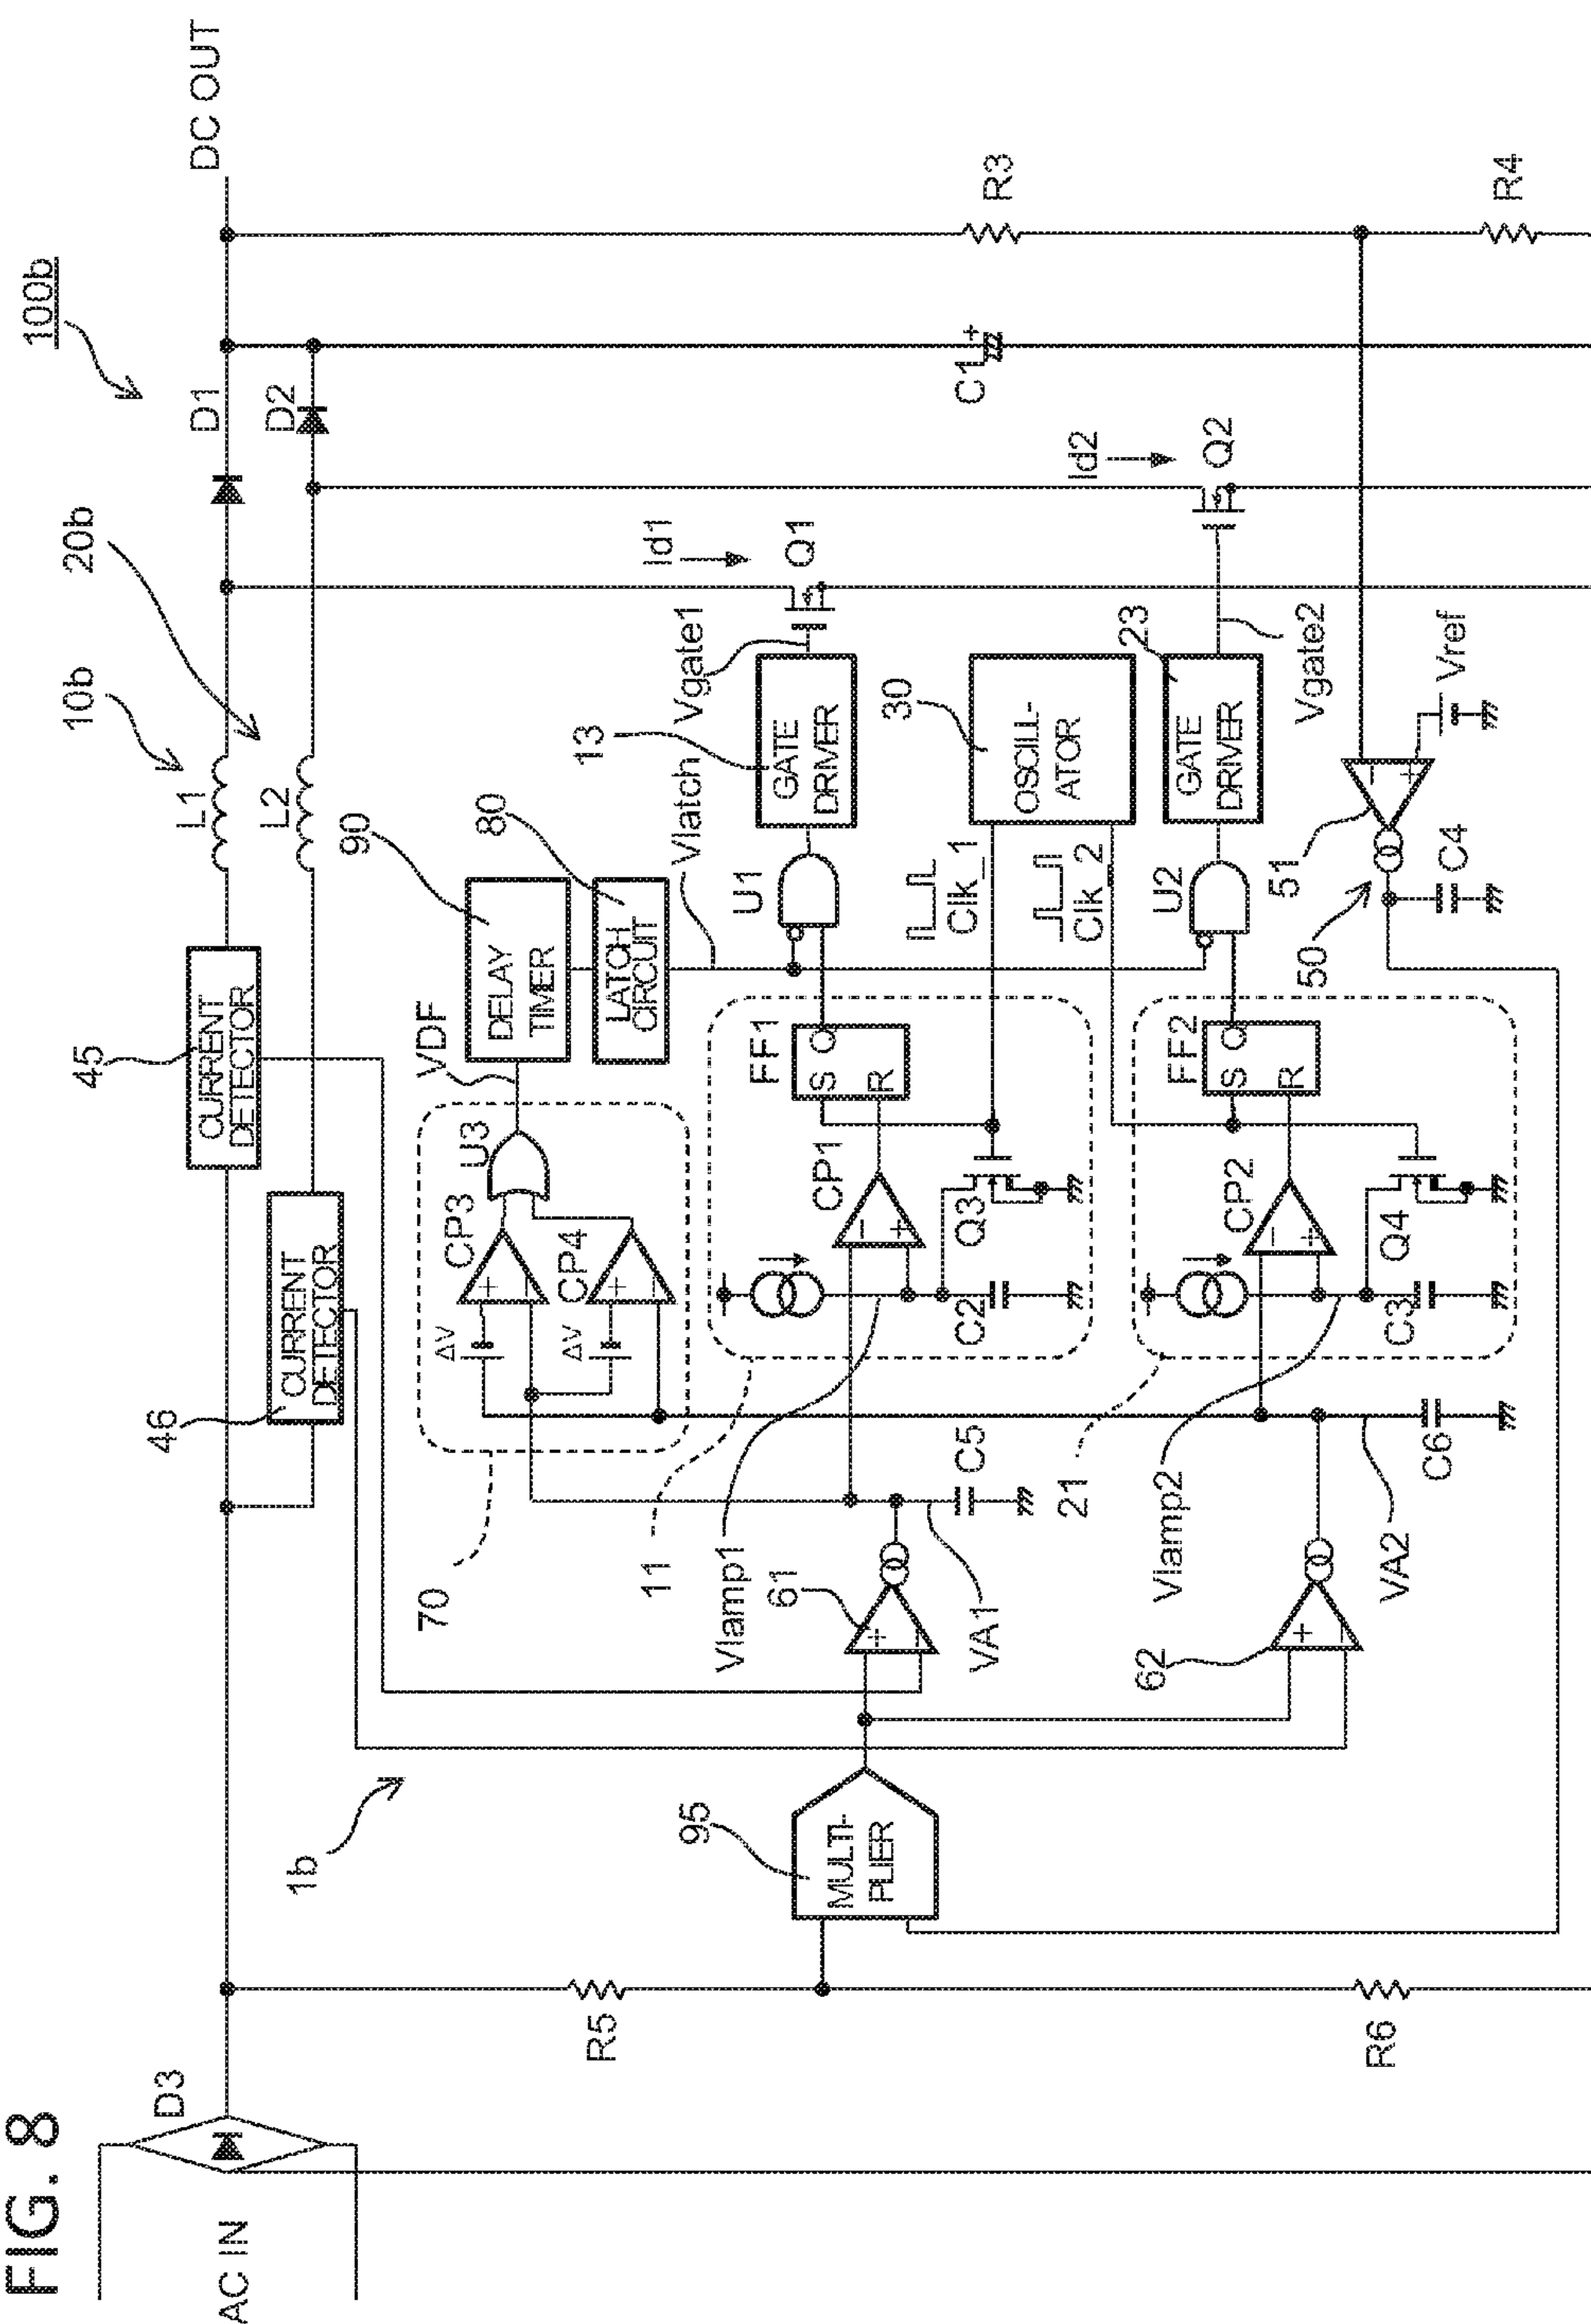 FIG. 8
100b
DC OUT
AC IN
D3
1b
46
CURRENT
DETECTOR
45
CURRENT
DETECTOR
L1
L2
10b
20b
D1
D2
90
DELAY
TIMER
80
LATCH
CIRCUIT
VDF
Vlatch
70
ΔV
ΔV
CP3
+
−
CP4
+
−
U3
11
Vlamp1
CP1
−
+
C2
Q3
FF1
S
Q
R
U1
13
GATE
DRIVER
Vgate1
Id1
Q1
30
OSCILL-
ATOR
Clk_1
Clk_2
21
Vlamp2
CP2
−
+
C3
Q4
FF2
S
Q
R
U2
23
GATE
DRIVER
Vgate2
Id2
Q2
C1
+
R3
R4
R5
R6
95
MULTI-
PLIER
61
+
−
VA1
C5
62
+
−
VA2
C6
50
51
−
+
C4
Vref